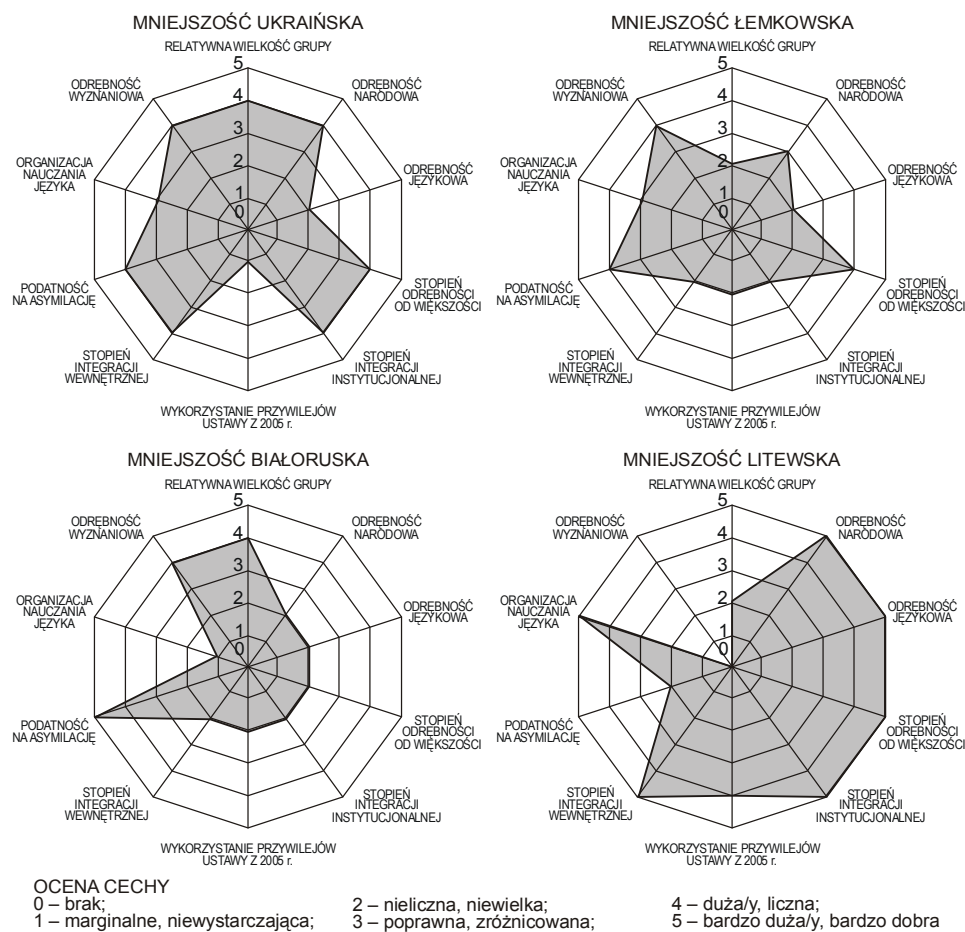 MNIEJSZOŚĆ UKRAIŃSKA
RELATYWNA WIELKOŚĆ GRUPY
5
4
3
2
1
0
ODRĘBNOŚĆ
NARODOWA
ODRĘBNOŚĆ
JĘZYKOWA
STOPIEŃ
ODRĘBNOŚCI
OD WIĘKSZOŚCI
STOPIEŃ
INTEGRACJI
INSTYTUCJONALNEJ
WYKORZYSTANIE PRZYWILEJÓW
USTAWY Z 2005 r.
STOPIEŃ
INTEGRACJI
WEWNĘTRZNEJ
PODATNOŚĆ
NA ASYMILACJĘ
ORGANIZACJA
NAUCZANIA
JĘZYKA
ODRĘBNOŚĆ
WYZNANIOWA
MNIEJSZOŚĆ ŁEMKOWSKA
RELATYWNA WIELKOŚĆ GRUPY
5
4
3
2
1
0
ODRĘBNOŚĆ
NARODOWA
ODRĘBNOŚĆ
JĘZYKOWA
STOPIEŃ
ODRĘBNOŚCI
OD WIĘKSZOŚCI
STOPIEŃ
INTEGRACJI
INSTYTUCJONALNEJ
WYKORZYSTANIE PRZYWILEJÓW
USTAWY Z 2005 r.
STOPIEŃ
INTEGRACJI
WEWNĘTRZNEJ
PODATNOŚĆ
NA ASYMILACJĘ
ORGANIZACJA
NAUCZANIA
JĘZYKA
ODRĘBNOŚĆ
WYZNANIOWA
MNIEJSZOŚĆ BIAŁORUSKA
RELATYWNA WIELKOŚĆ GRUPY
5
4
3
2
1
0
ODRĘBNOŚĆ
NARODOWA
ODRĘBNOŚĆ
JĘZYKOWA
STOPIEŃ
ODRĘBNOŚCI
OD WIĘKSZOŚCI
STOPIEŃ
INTEGRACJI
INSTYTUCJONALNEJ
WYKORZYSTANIE PRZYWILEJÓW
USTAWY Z 2005 r.
STOPIEŃ
INTEGRACJI
WEWNĘTRZNEJ
PODATNOŚĆ
NA ASYMILACJĘ
ORGANIZACJA
NAUCZANIA
JĘZYKA
ODRĘBNOŚĆ
WYZNANIOWA
MNIEJSZOŚĆ LITEWSKA
RELATYWNA WIELKOŚĆ GRUPY
5
4
3
2
1
0
ODRĘBNOŚĆ
NARODOWA
ODRĘBNOŚĆ
JĘZYKOWA
STOPIEŃ
ODRĘBNOŚCI
OD WIĘKSZOŚCI
STOPIEŃ
INTEGRACJI
INSTYTUCJONALNEJ
WYKORZYSTANIE PRZYWILEJÓW
USTAWY Z 2005 r.
STOPIEŃ
INTEGRACJI
WEWNĘTRZNEJ
PODATNOŚĆ
NA ASYMILACJĘ
ORGANIZACJA
NAUCZANIA
JĘZYKA
ODRĘBNOŚĆ
WYZNANIOWA
OCENA CECHY
0 – brak;
1 – marginalne, niewystarczająca;
2 – nieliczna, niewielka;
3 – poprawna, zróżnicowana;
4 – duża/y, liczna;
5 – bardzo duża/y, bardzo dobra